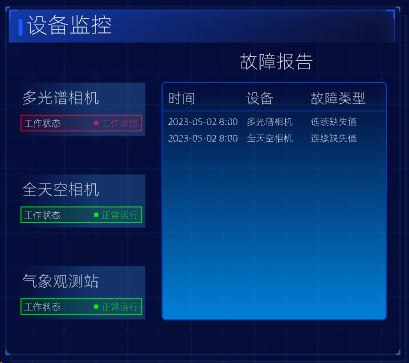 设备监控
故障报告
多光谱相机
工作状态 工作故障
全天空相机
工作状态 正常运行
气象观测站
工作状态 正常运行
时间 设备 故障类型
2023-05-02 8:00 多光谱相机 连续缺失值
2023-05-02 8:00 全天空相机 连续缺失值